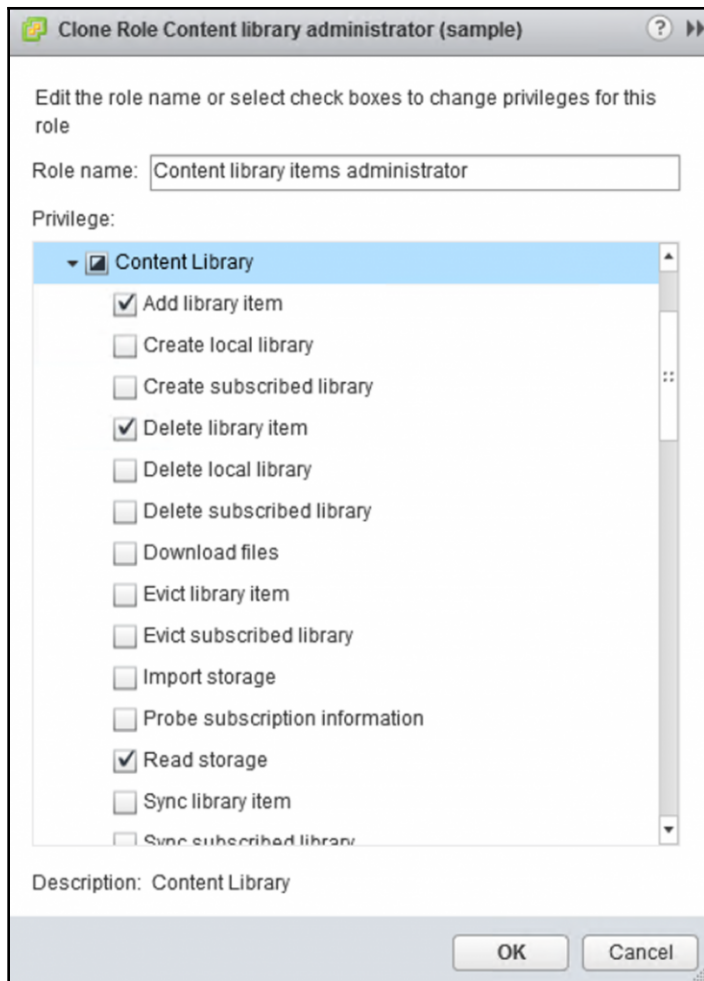 Clone Role Content library administrator (sample)
?
Edit the role name or select check boxes to change privileges for this
role
Role name: Content library items administrator
Privilege:
Content Library
Add library item
Create local library
Create subscribed library
Delete library item
Delete local library
Delete subscribed library
Download files
Evict library item
Evict subscribed library
Import storage
Probe subscription information
Read storage
Sync library item
Sync subscribed library
Description: Content Library
OK Cancel